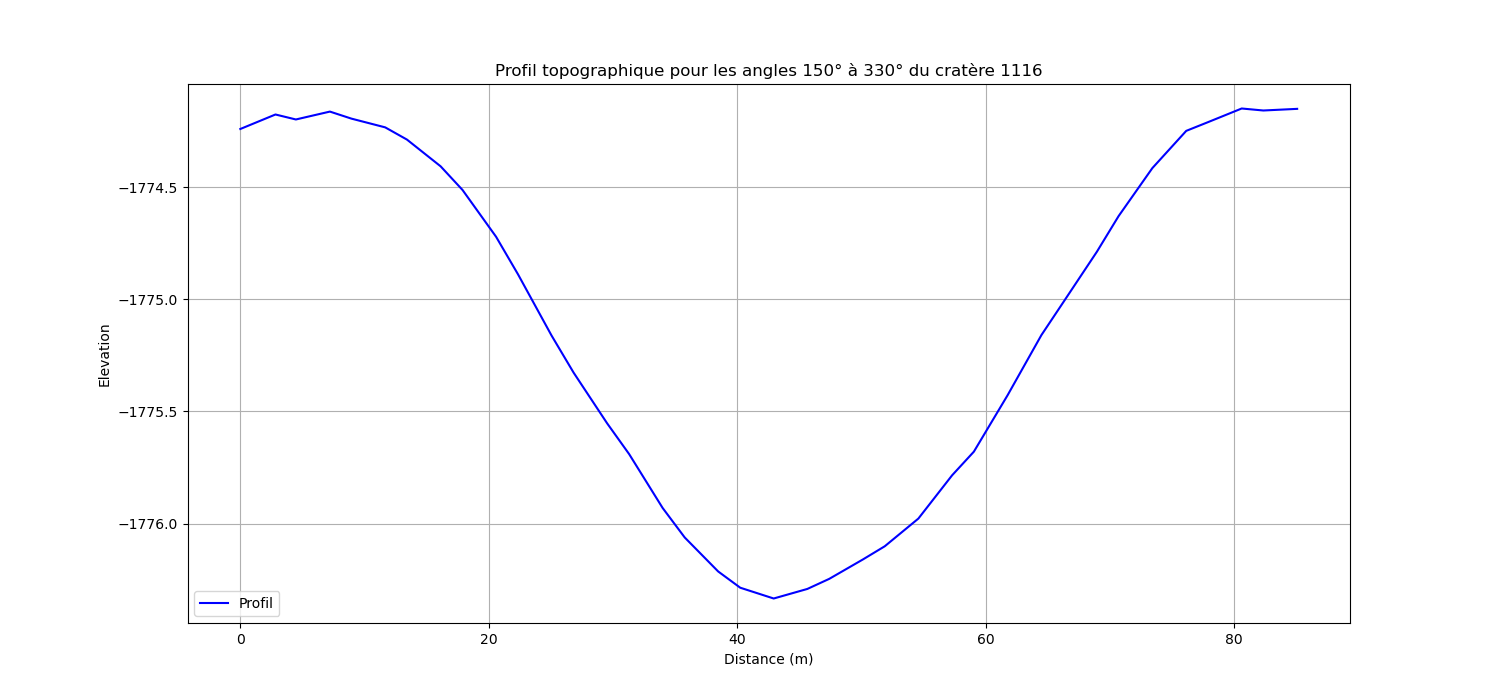 Profil topographique pour les angles 150° à 330° du cratère 1116
−1774.5
−1775.0
−1775.5
−1776.0
Elevation
Profil
0 20 40 60 80
Distance (m)